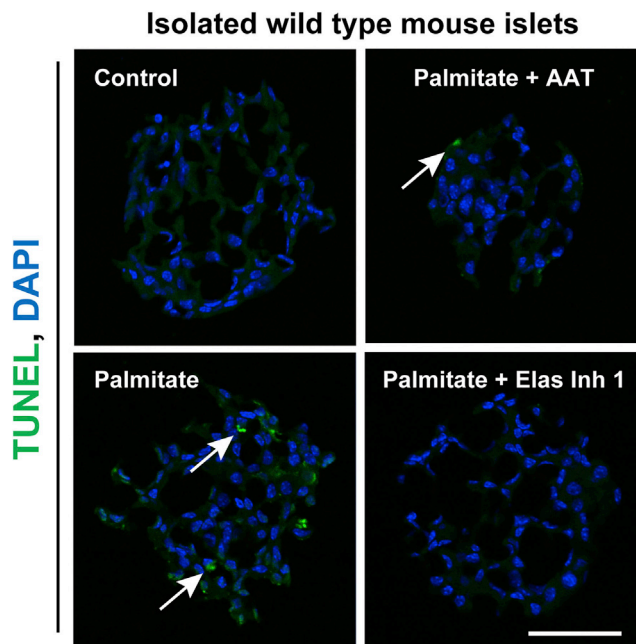 Isolated wild type mouse islets
TUNEL, DAPI
Control
Palmitate + AAT
Palmitate
Palmitate + Elas Inh 1